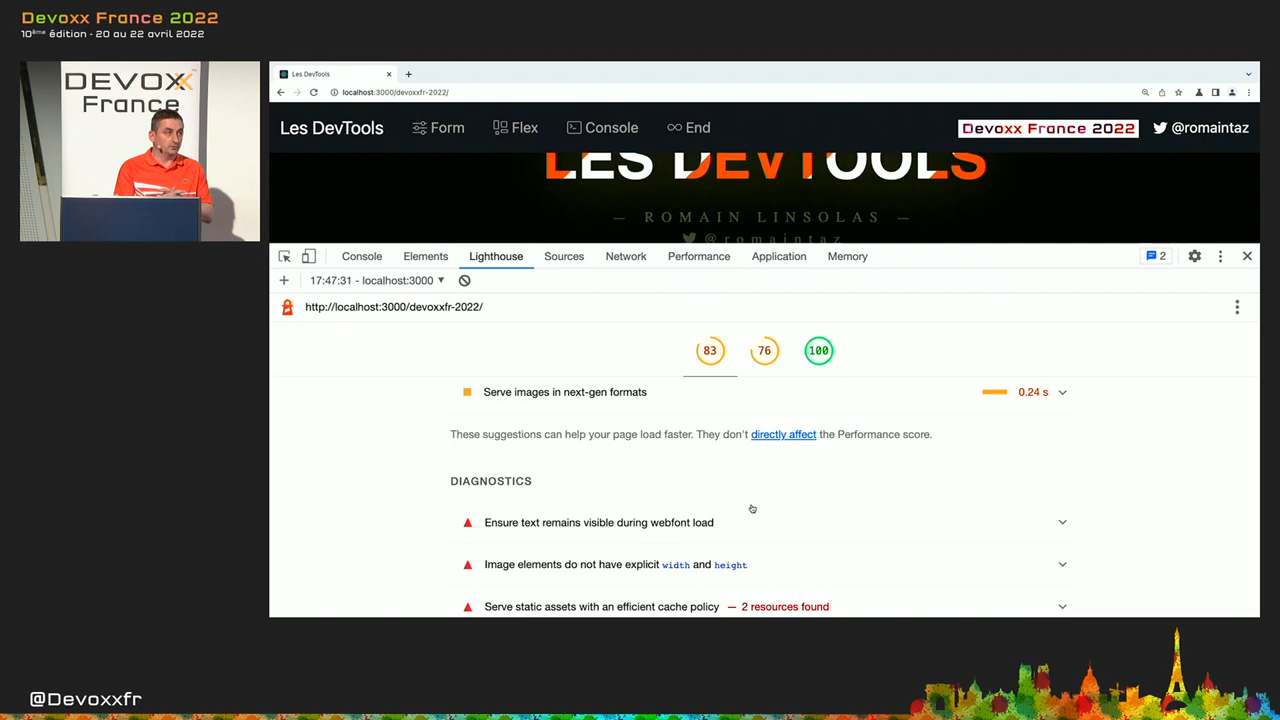 Devoxx France 2022
10ème édition - 20 au 22 avril 2022
DEVOXX™
France
Les DevTools
localhost:3000/devoxxfr-2022/
Les DevTools
Form
Flex
Console
End
Devoxx France 2022
@romaintaz
LES DEVTOOLS
— ROMAIN LINSOLAS —
@romaintaz
Console
Elements
Lighthouse
Sources
Network
Performance
Application
Memory
2
17:47:31 - localhost:3000
http://localhost:3000/devoxxfr-2022/
83
76
100
Serve images in next-gen formats
0.24 s
These suggestions can help your page load faster. They don't directly affect the Performance score.
DIAGNOSTICS
Ensure text remains visible during webfont load
Image elements do not have explicit width and height
Serve static assets with an efficient cache policy — 2 resources found
@Devoxxfr